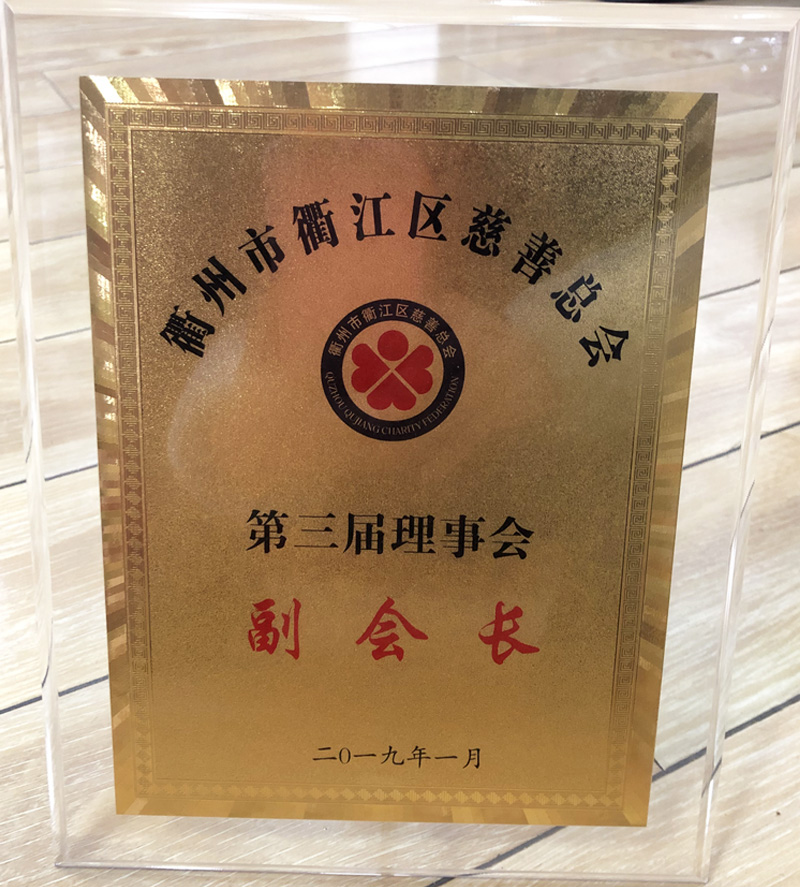 衢州市衢江区慈善总会
衢州市衢江区慈善总会
QUZHOU QUJIANG CHARITY FEDERATION
第三届理事会
副会长
二0一九年一月